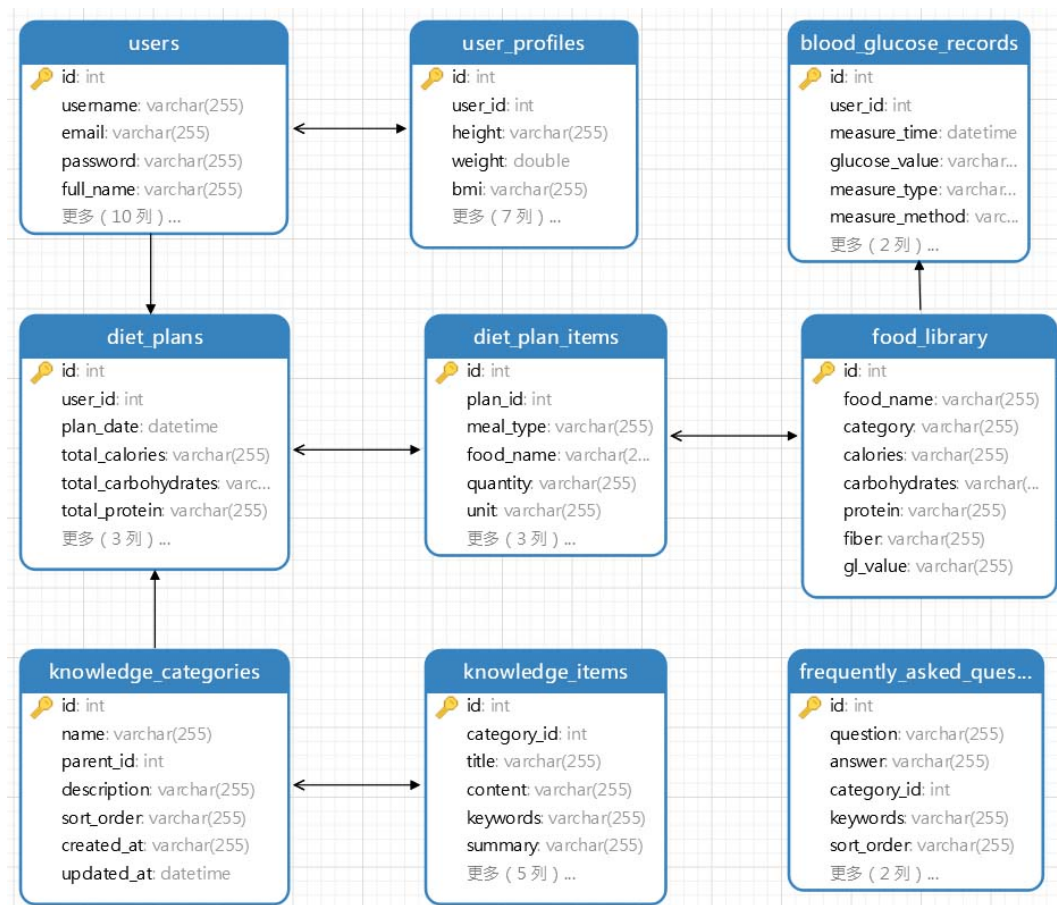 users
id: int
username: varchar(255)
email: varchar(255)
password: varchar(255)
full_name: varchar(255)
更多 ( 10 列 ) ...
user_profiles
id: int
user_id: int
height: varchar(255)
weight: double
bmi: varchar(255)
更多 ( 7 列 ) ...
blood_glucose_records
id: int
user_id: int
measure_time: datetime
glucose_value: varchar...
measure_type: varchar...
measure_method: varc...
更多 ( 2 列 ) ...
diet_plans
id: int
user_id: int
plan_date: datetime
total_calories: varchar(255)
total_carbohydrates: varc...
total_protein: varchar(255)
更多 ( 3 列 ) ...
diet_plan_items
id: int
plan_id: int
meal_type: varchar(255)
food_name: varchar(2...
quantity: varchar(255)
unit: varchar(255)
更多 ( 3 列 ) ...
food_library
id: int
food_name: varchar(255)
category: varchar(255)
calories: varchar(255)
carbohydrates: varchar(...
protein: varchar(255)
fiber: varchar(255)
gl_value: varchar(255)
knowledge_categories
id: int
name: varchar(255)
parent_id: int
description: varchar(255)
sort_order: varchar(255)
created_at: varchar(255)
updated_at: datetime
knowledge_items
id: int
category_id: int
title: varchar(255)
content: varchar(255)
keywords: varchar(255)
summary: varchar(255)
更多 ( 5 列 ) ...
frequently_asked_ques...
id: int
question: varchar(255)
answer: varchar(255)
category_id: int
keywords: varchar(255)
sort_order: varchar(255)
更多 ( 2 列 ) ...